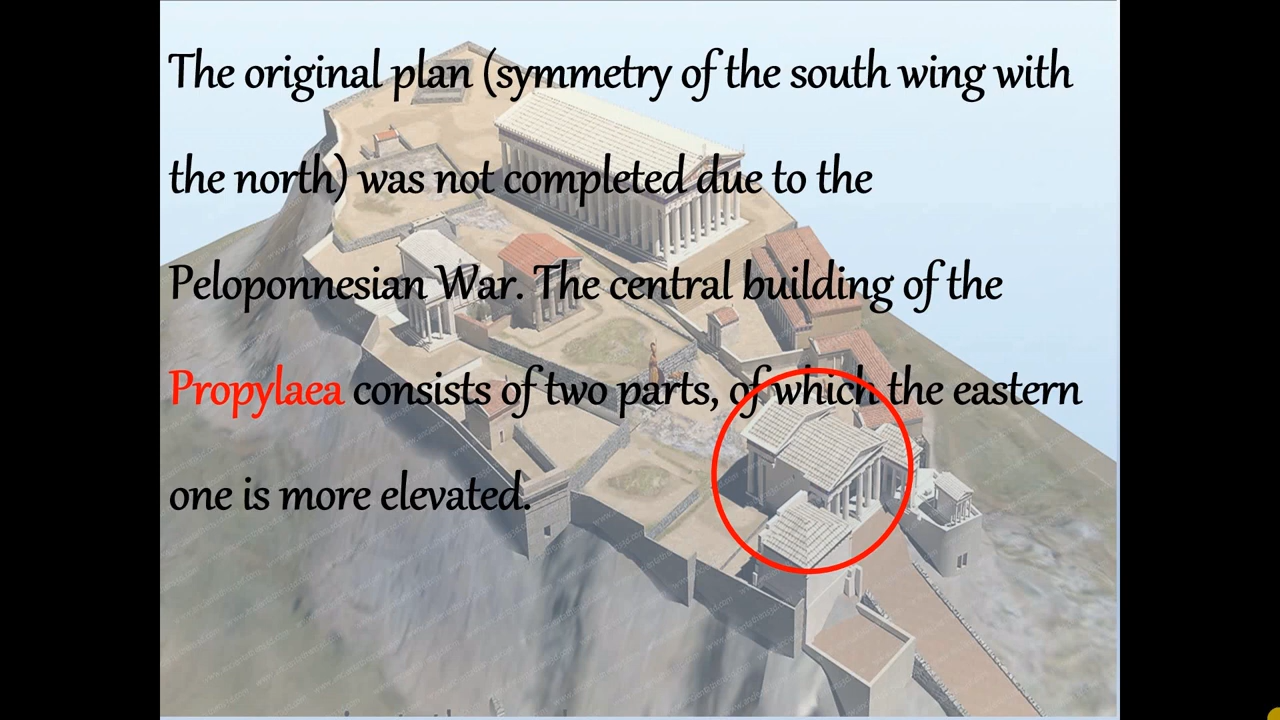 The original plan (symmetry of the south wing with
the north) was not completed due to the
Peloponnesian War. The central building of the
Propylaea consists of two parts, of which the eastern
one is more elevated.